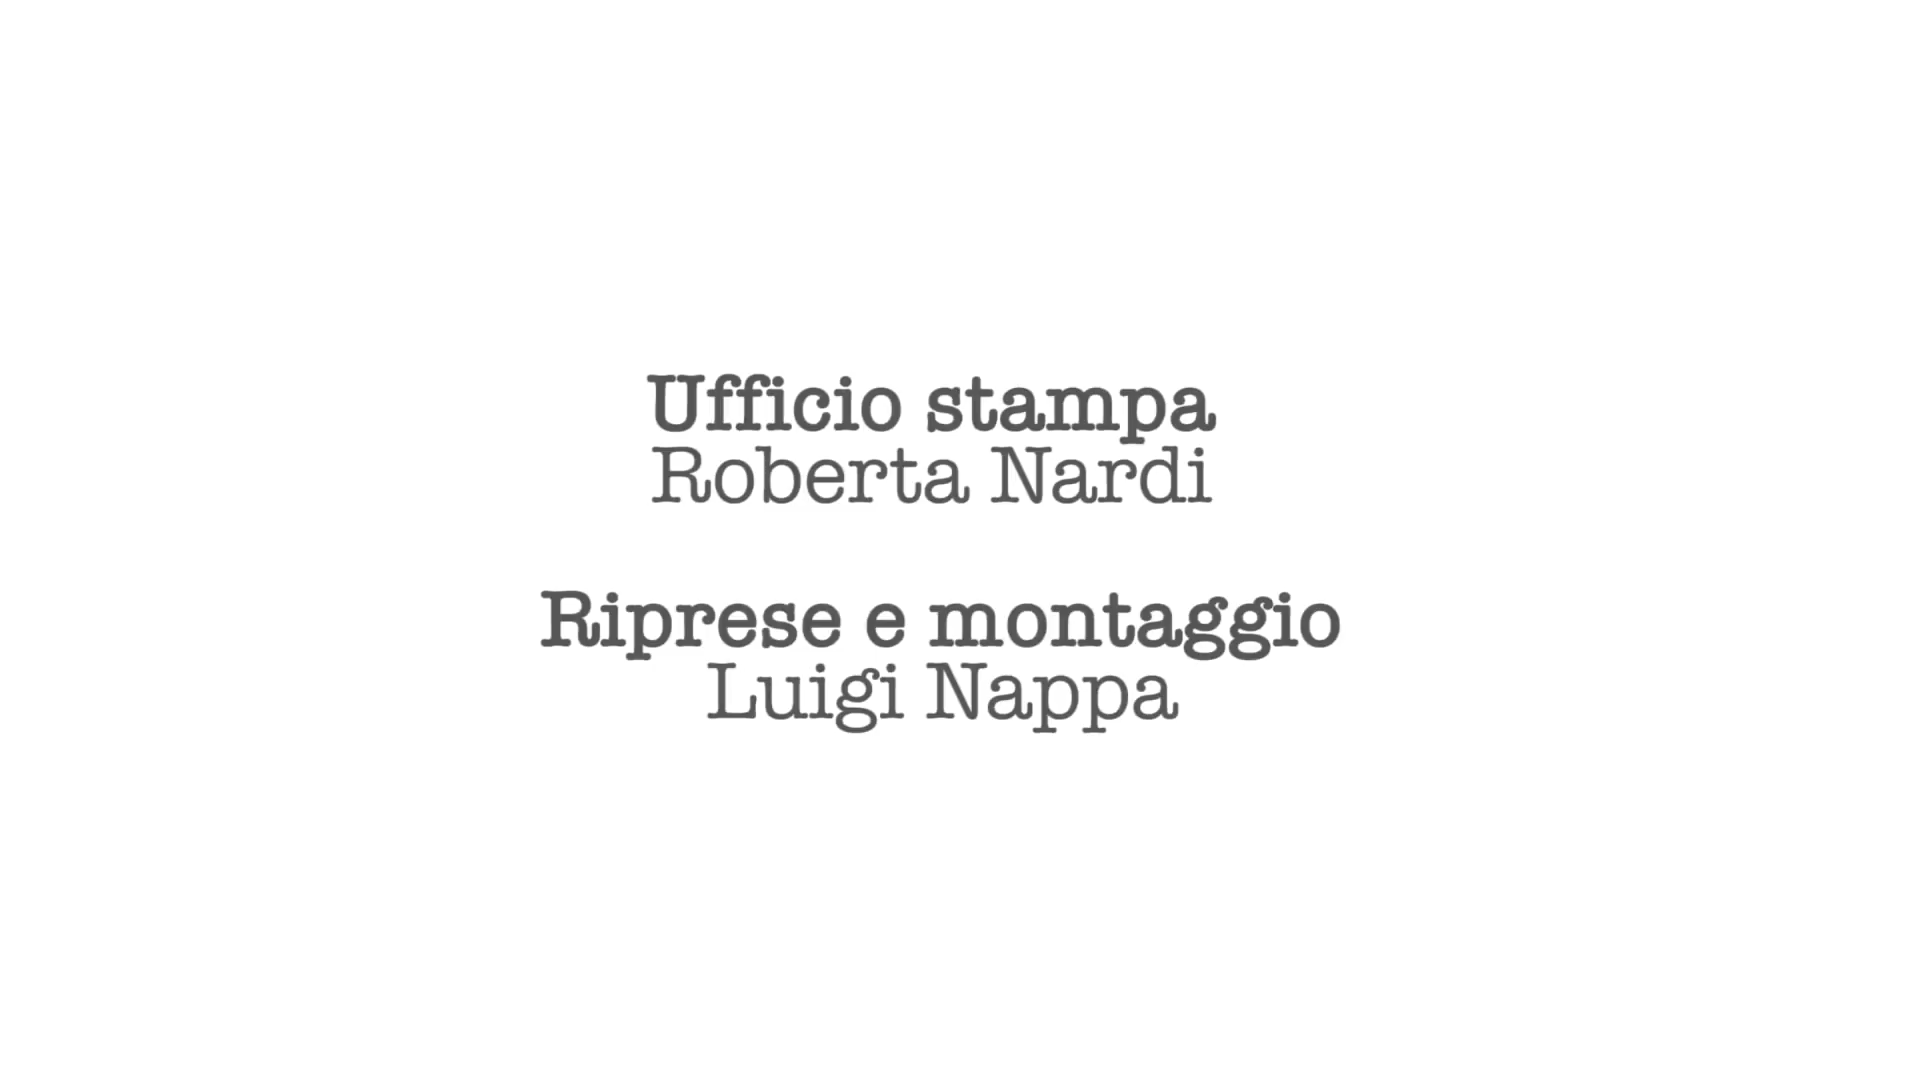 Ufficio stampa
Roberta Nardi
Riprese e montaggio
Luigi Nappa